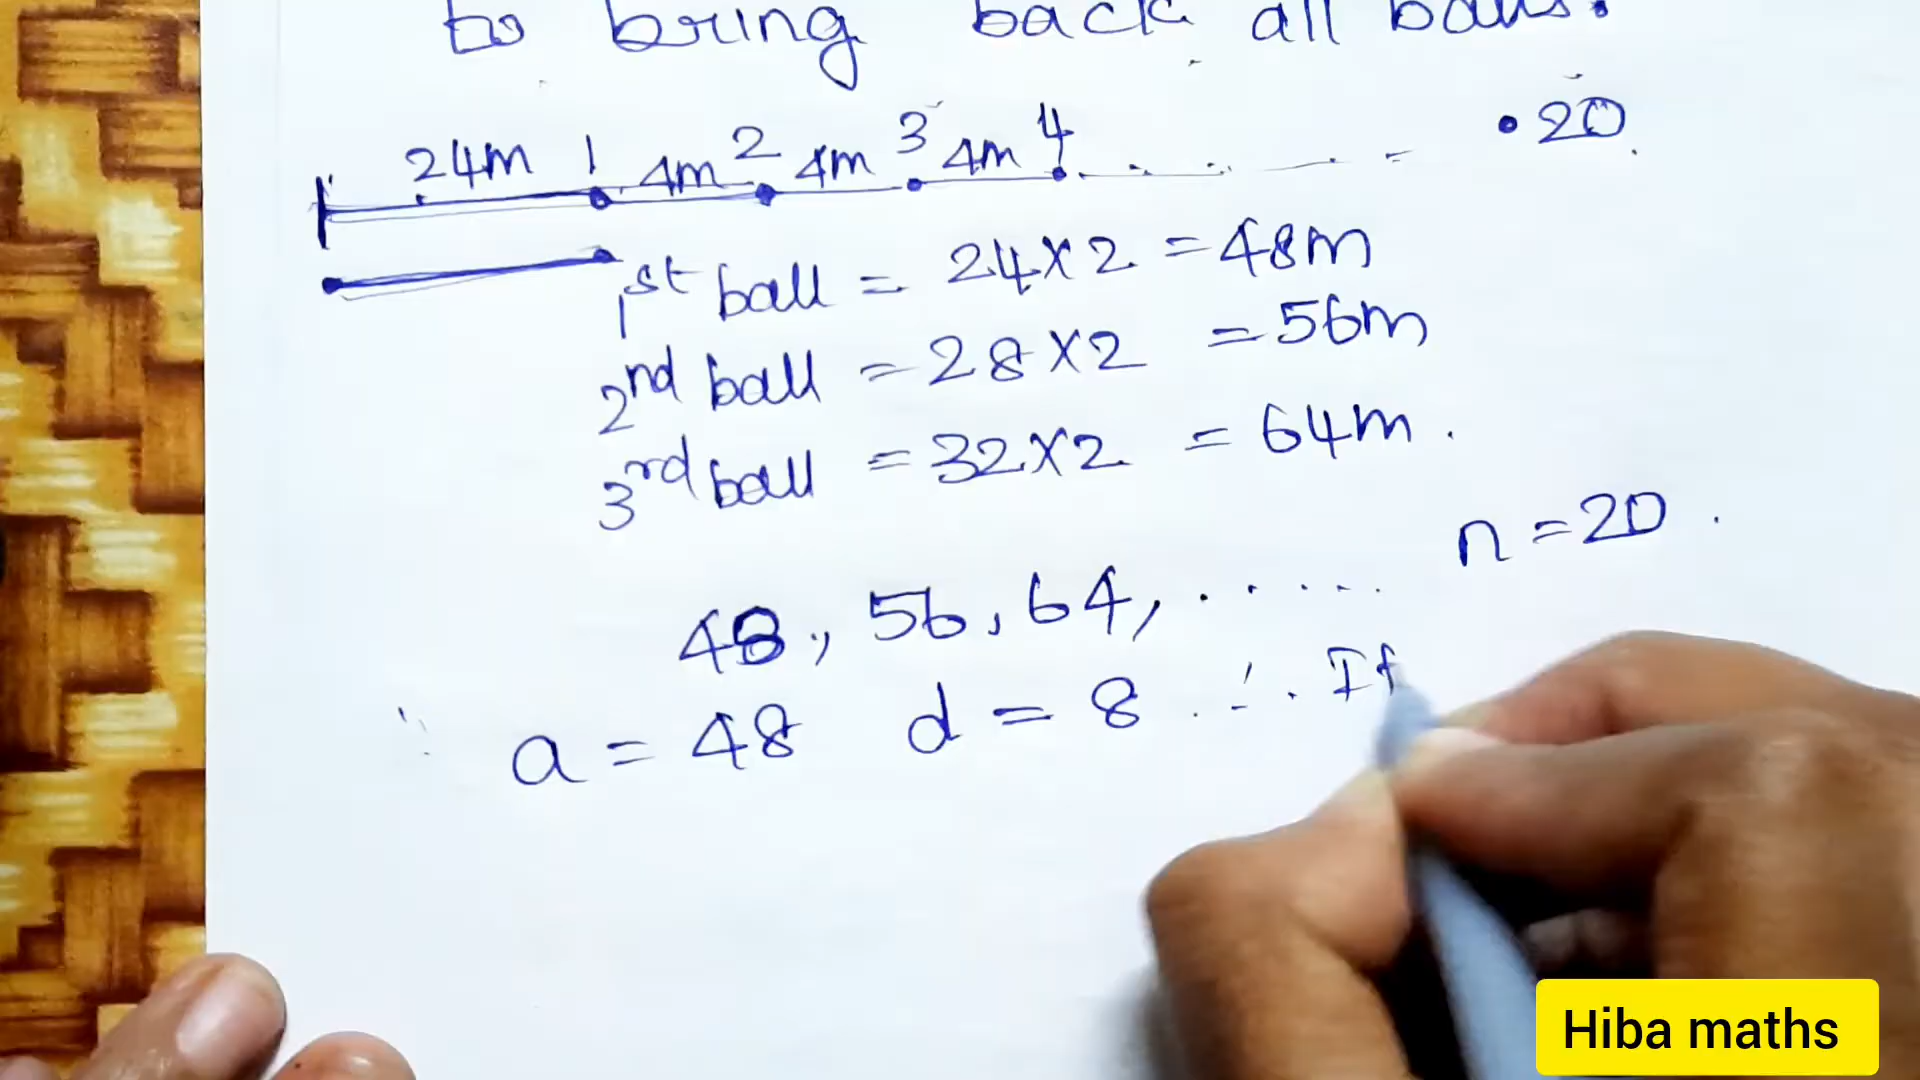 to bring back all balls.
24m 1 4m 2 4m 3 4m 4 . . . . . 20.
1st ball = 24×2 = 48m
2nd ball = 28×2 = 56m
3rd ball = 32×2 = 64m.
n = 20.
48, 56, 64, ......
a = 48 d = 8 ∴ It
Hiba maths